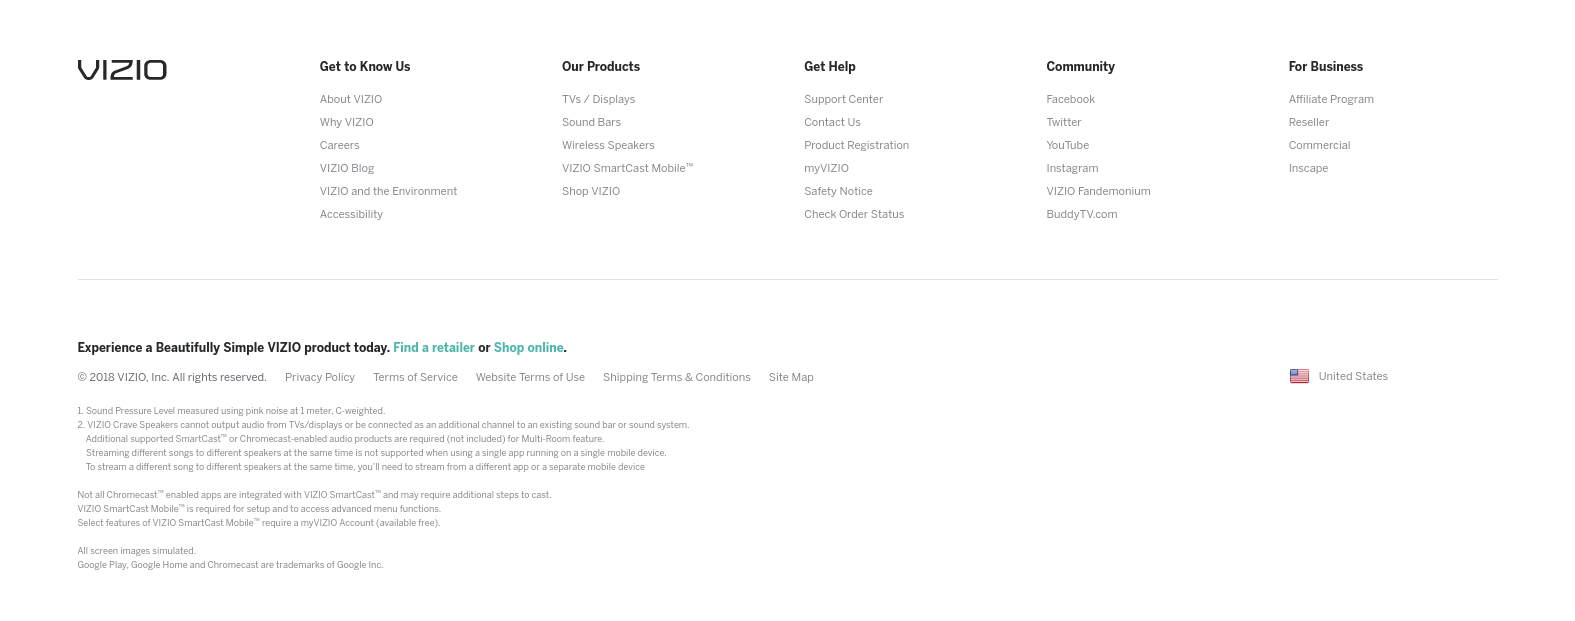 VIZIO
Get to Know Us
About VIZIO
Why VIZIO
Careers
VIZIO Blog
VIZIO and the Environment
Accessibility
Our Products
TVs / Displays
Sound Bars
Wireless Speakers
VIZIO SmartCast Mobile™
Shop VIZIO
Get Help
Support Center
Contact Us
Product Registration
myVIZIO
Safety Notice
Check Order Status
Community
Facebook
Twitter
YouTube
Instagram
VIZIO Fandemonium
BuddyTV.com
For Business
Affiliate Program
Reseller
Commercial
Inscape
Experience a Beautifully Simple VIZIO product today. Find a retailer or Shop online.
© 2018 VIZIO, Inc. All rights reserved. Privacy Policy Terms of Service Website Terms of Use Shipping Terms & Conditions Site Map
United States
1. Sound Pressure Level measured using pink noise at 1 meter, C-weighted.
2. VIZIO Crave Speakers cannot output audio from TVs/displays or be connected as an additional channel to an existing sound bar or sound system.
Additional supported SmartCast™ or Chromecast-enabled audio products are required (not included) for Multi-Room feature.
Streaming different songs to different speakers at the same time is not supported when using a single app running on a single mobile device.
To stream a different song to different speakers at the same time, you'll need to stream from a different app or a separate mobile device
Not all Chromecast™ enabled apps are integrated with VIZIO SmartCast™ and may require additional steps to cast.
VIZIO SmartCast Mobile™ is required for setup and to access advanced menu functions.
Select features of VIZIO SmartCast Mobile™ require a myVIZIO Account (available free).
All screen images simulated.
Google Play, Google Home and Chromecast are trademarks of Google Inc.